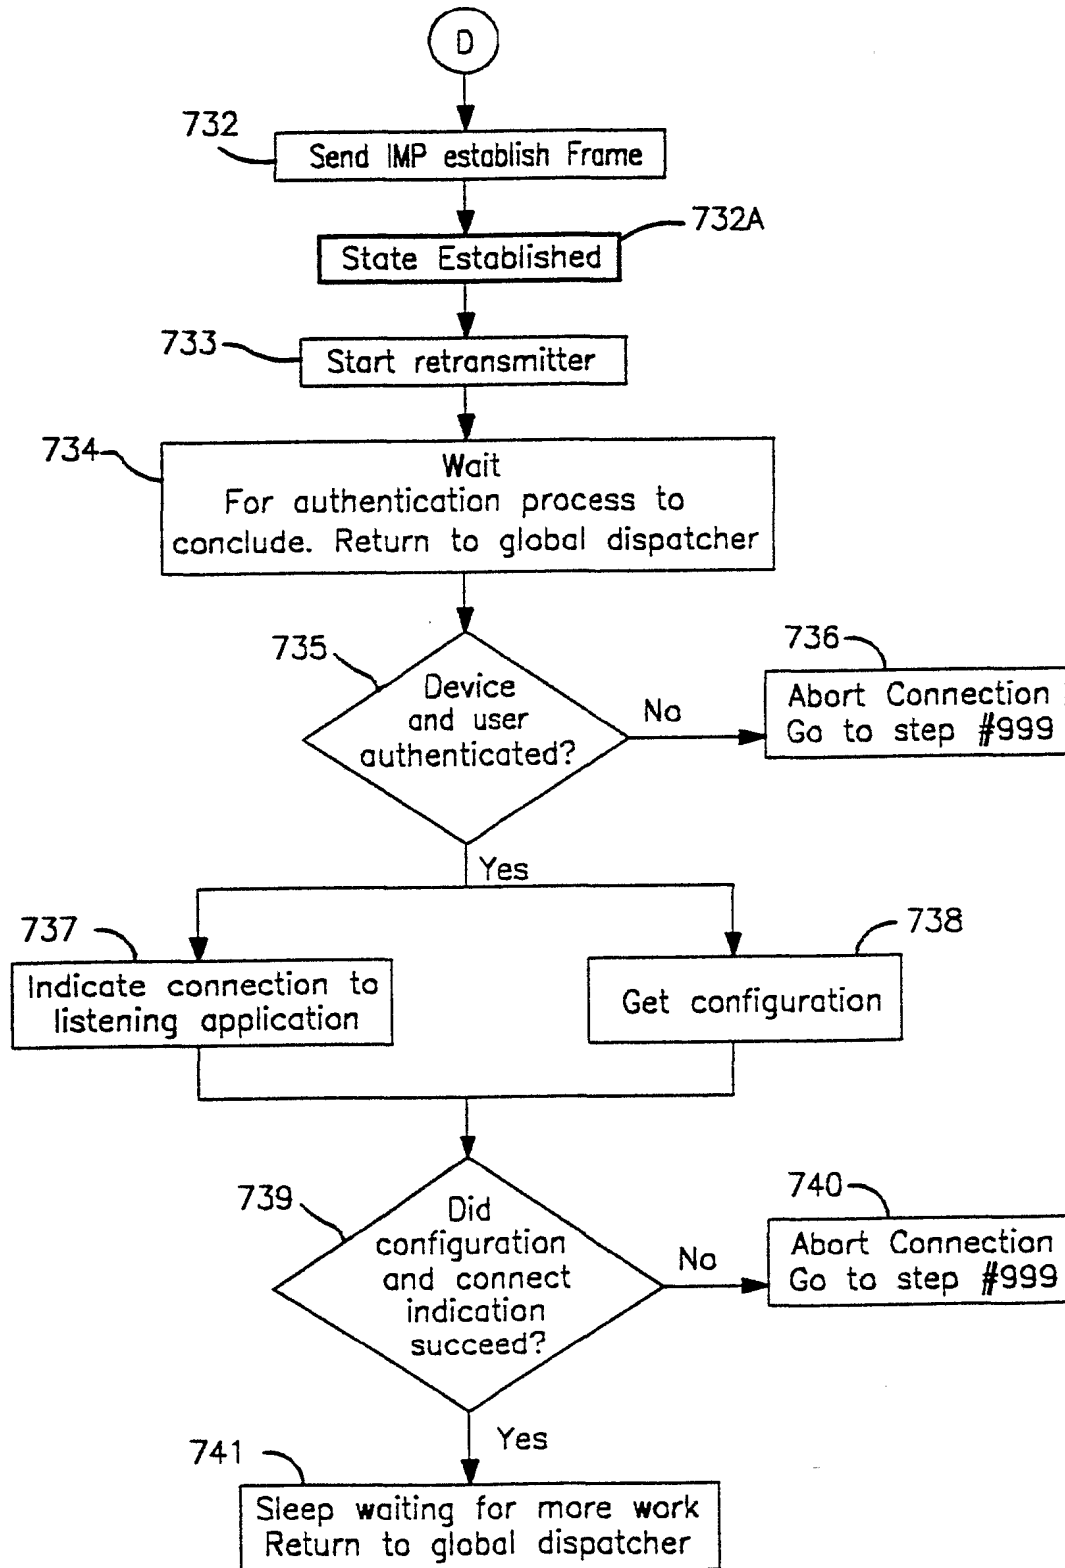 D
732
Send IMP establish Frame
732A
State Established
733
Start retransmitter
734
Wait
For authentication process to
conclude. Return to global dispatcher
735
Device
and user
authenticated?
No
736
Abort Connection
Go to step #999
Yes
737
Indicate connection to
listening application
738
Get configuration
739
Did
configuration
and connect
indication
succeed?
No
740
Abort Connection
Go to step #999
Yes
741
Sleep waiting for more work
Return to global dispatcher